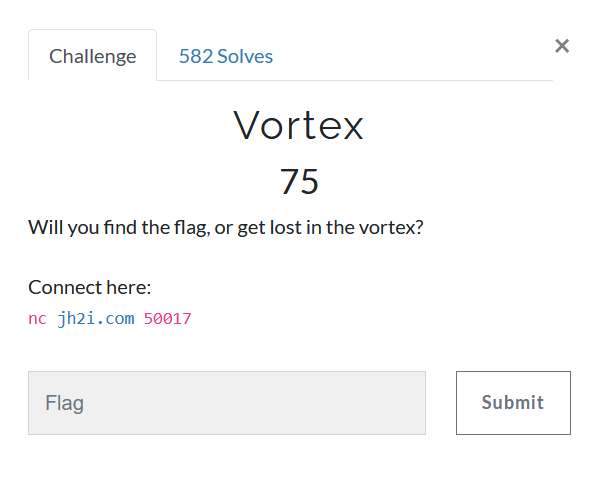 Challenge
582 Solves
×
Vortex
75
Will you find the flag, or get lost in the vortex?
Connect here:
nc jh2i.com 50017
Flag
Submit